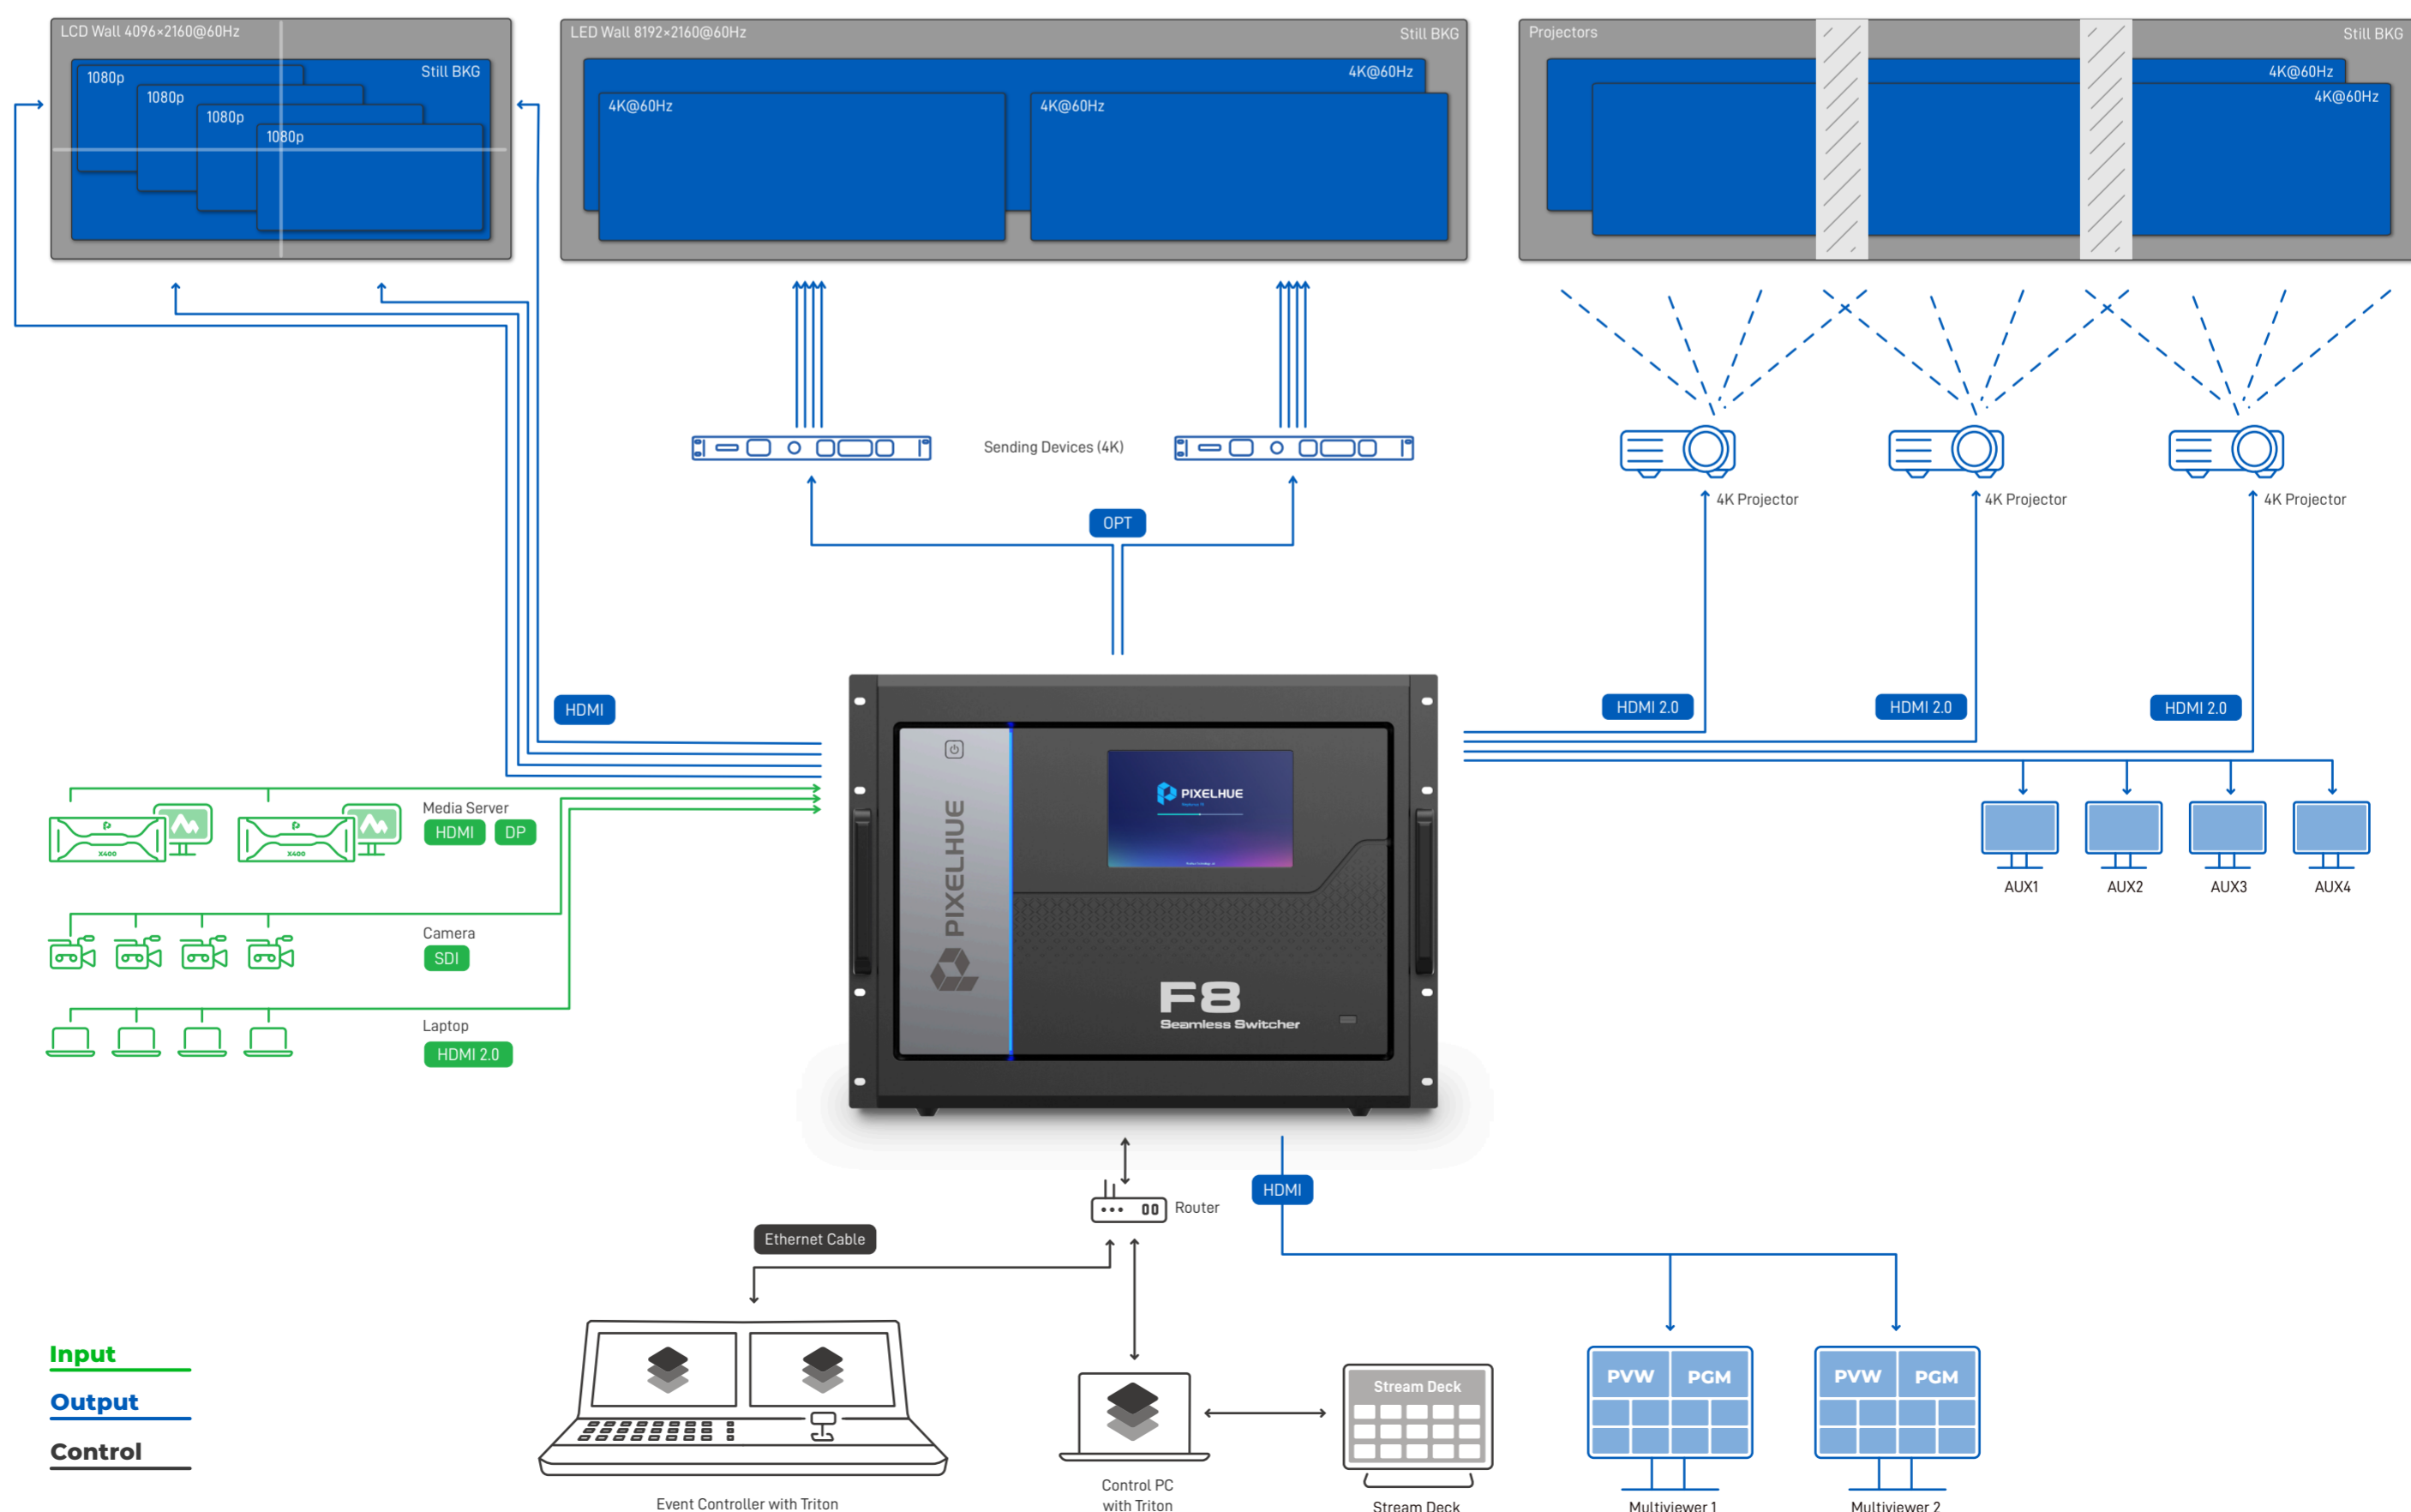 LCD Wall 4096×2160@60Hz
Still BKG
1080p
1080p
1080p
1080p
LED Wall 8192×2160@60Hz
Still BKG
4K@60Hz
4K@60Hz
4K@60Hz
Projectors
Still BKG
4K@60Hz
4K@60Hz
Sending Devices (4K)
OPT
4K Projector
4K Projector
4K Projector
HDMI
HDMI 2.0
HDMI 2.0
HDMI 2.0
Media Server
HDMI
DP
X400
X400
Camera
SDI
Laptop
HDMI 2.0
PIXELHUE
PIXELHUE
F8
Seamless Switcher
AUX1
AUX2
AUX3
AUX4
Router
HDMI
Ethernet Cable
Input
Output
Control
Event Controller with Triton
Control PC
with Triton
Stream Deck
Stream Deck
PVW
PGM
Multiviewer 1
PVW
PGM
Multiviewer 2